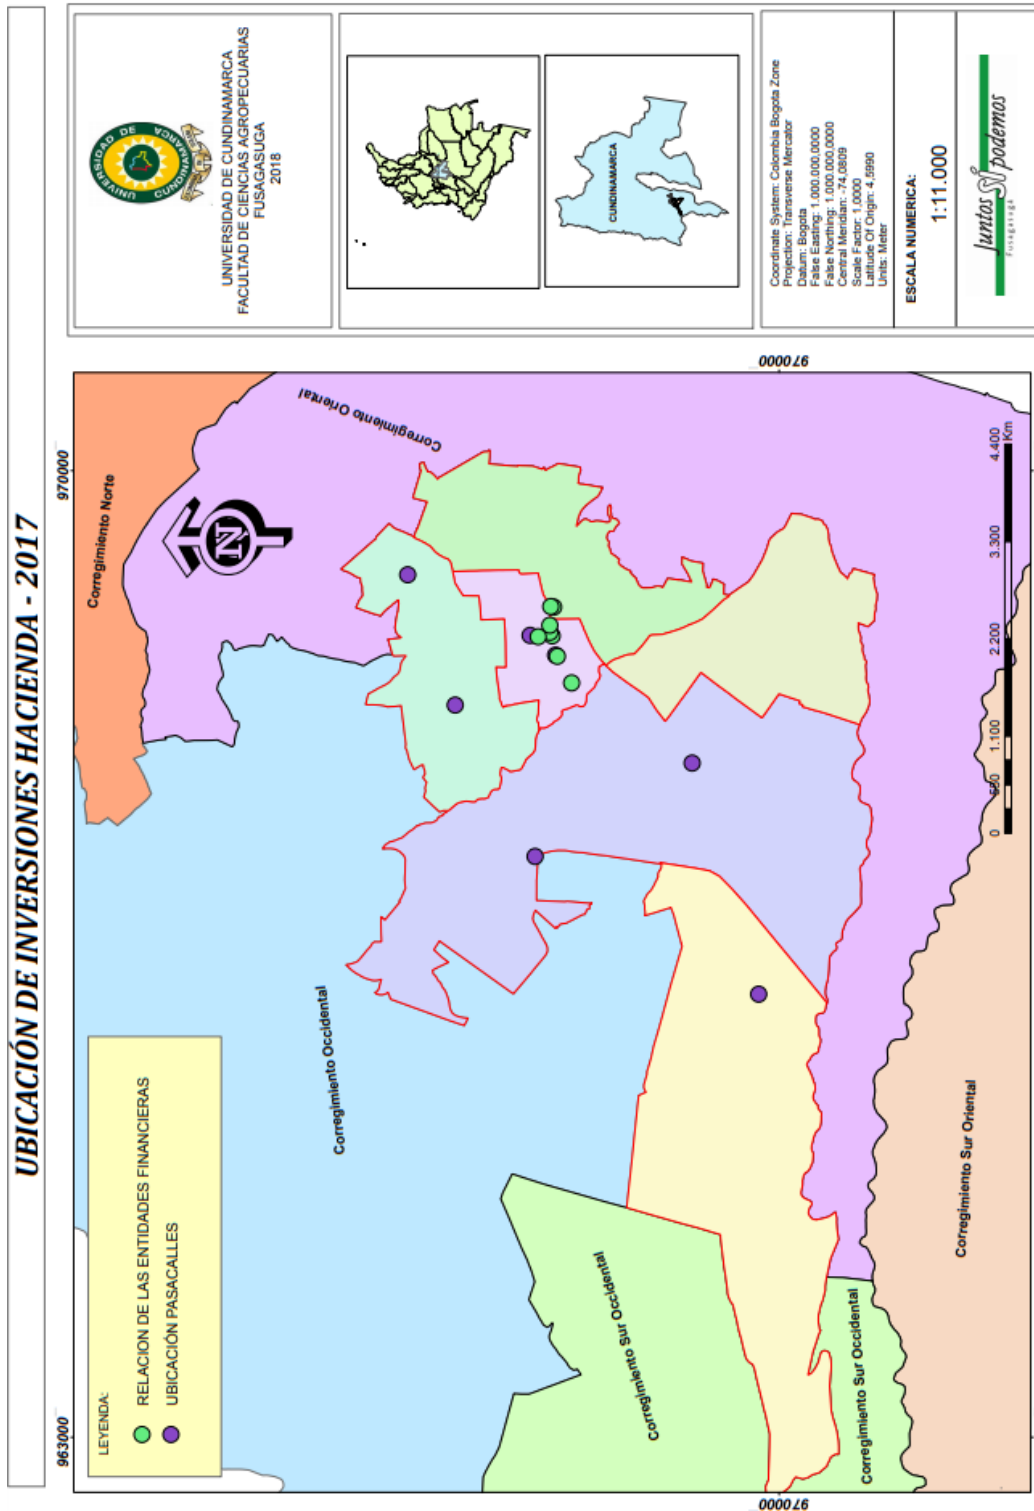 UBICACIÓN DE INVERSIONES HACIENDA - 2017
963000
970000
LEYENDA:
RELACION DE LAS ENTIDADES FINANCIERAS
UBICACIÓN PASACALLES
Corregimiento Norte
Corregimiento Oriental
N
Corregimiento Occidental
Corregimiento Sur Occidental
Corregimiento Sur Occidental
Corregimiento Sur Oriental
0 550 1.100 2.200 3.300 4.400
Km
970000
970000
UNIVERSIDAD DE CUNDINAMARCA
UNIVERSIDAD DE CUNDINAMARCA
FACULTAD DE CIENCIAS AGROPECUARIAS
FUSAGASUGA
2018
CUNDINAMARCA
Coordinate System: Colombia Bogota Zone
Projection: Transverse Mercator
Datum: Bogota
False Easting: 1.000.000,0000
False Northing: 1.000.000,0000
Central Meridian: -74,0809
Scale Factor: 1,0000
Latitude Of Origin: 4,5990
Units: Meter
ESCALA NUMERICA:
1:11.000
Juntos SÍ podemos
Fusagasugá